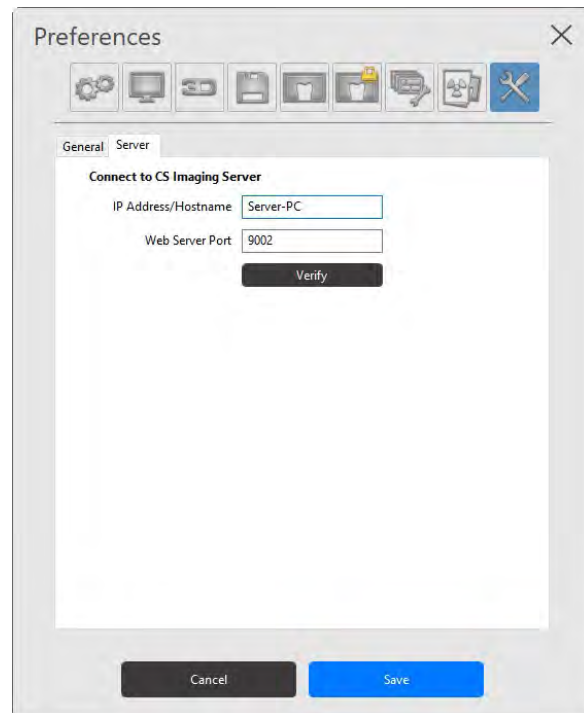 Preferences
3D
General Server
Connect to CS Imaging Server
IP Address/Hostname Server-PC
Web Server Port 9002
Verify
Cancel Save